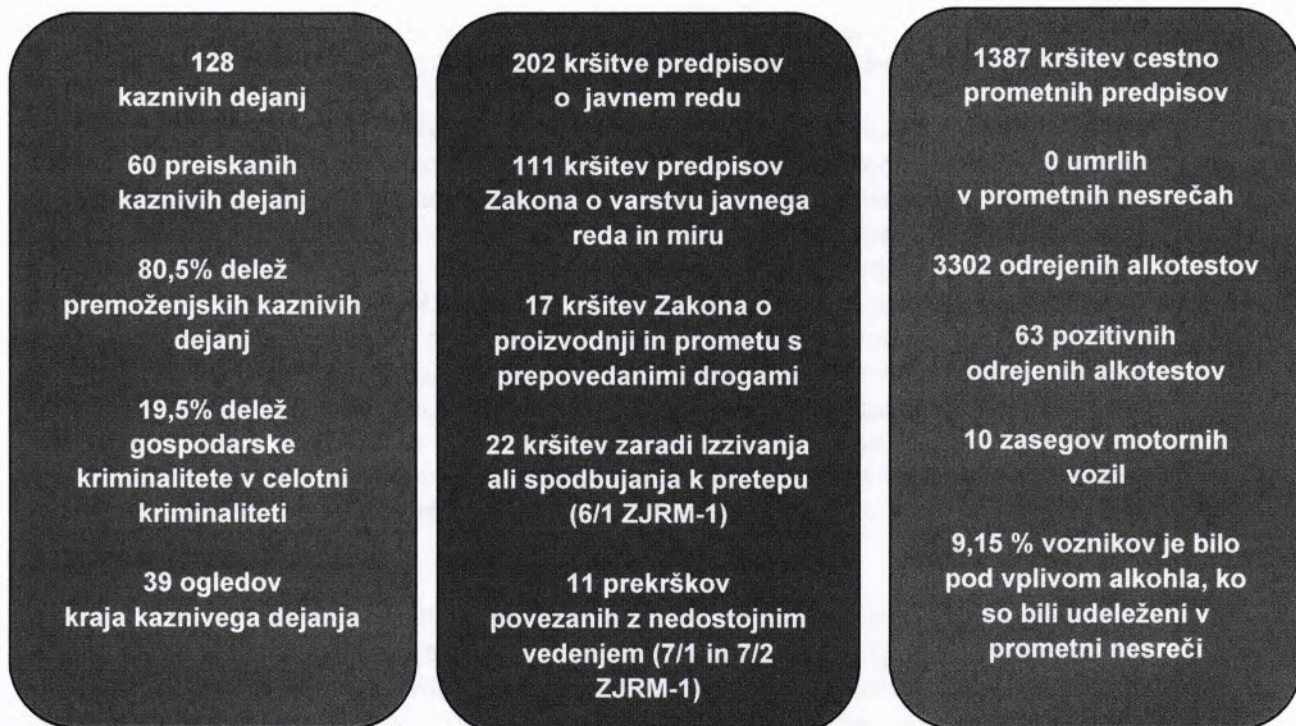 128
kaznivih dejanj
60 preiskanih
kaznivih dejanj
80,5% delež
premoženjskih kaznivih
dejanj
19,5% delež
gospodarske
kriminalitete v celotni
kriminaliteti
39 ogledov
kraja kaznivega dejanja
202 kršitve predpisov
o javnem redu
111 kršitev predpisov
Zakona o varstvu javnega
reda in miru
17 kršitev Zakona o
proizvodnji in prometu s
prepovedanimi drogami
22 kršitev zaradi Izzivanja
ali spodbujanja k pretepu
(6/1 ZJRM-1)
11 prekrškov
povezanih z nedostojnim
vedenjem (7/1 in 7/2
ZJRM-1)
1387 kršitev cestno
prometnih predpisov
0 umrlih
v prometnih nesrečah
3302 odrejenih alkotestov
63 pozitivnih
odrejenih alkotestov
10 zasegov motornih
vozil
9,15 % voznikov je bilo
pod vplivom alkohla, ko
so bili udeleženi v
prometni nesreči